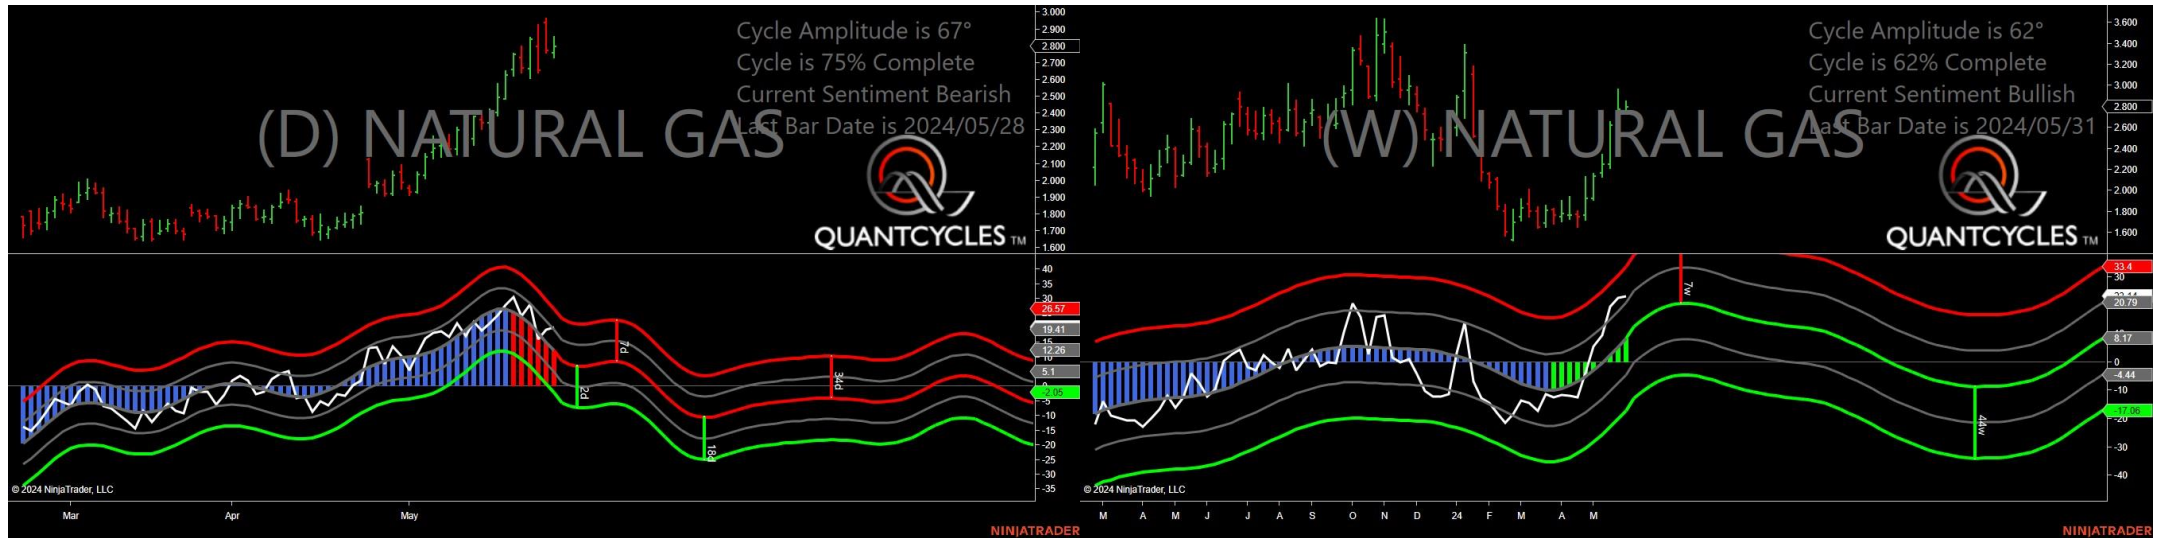 Cycle Amplitude is 67°
Cycle is 75% Complete
Current Sentiment Bearish
Last Bar Date is 2024/05/28
(D) NATURAL GAS
QUANTCYCLES TM
3.000
2.900
2.800
2.700
2.600
2.500
2.400
2.300
2.200
2.100
2.000
1.900
1.800
1.700
1.600
40
35
30
26.57
19.41
15
12.26
5.1
0
-2.05
-5
-10
-15
-20
-25
-30
-35
7d
2d
18d
34d
© 2024 NinjaTrader, LLC
Mar Apr May
NINJATRADER
Cycle Amplitude is 62°
Cycle is 62% Complete
Current Sentiment Bullish
Last Bar Date is 2024/05/31
(W) NATURAL GAS
QUANTCYCLES TM
3.600
3.400
3.200
3.000
2.800
2.600
2.400
2.200
2.000
1.800
1.600
33.4
30
20.79
8.17
0
-4.44
-10
-17.06
-20
-30
-40
7w
44w
© 2024 NinjaTrader, LLC
M A M J J A S O N D 24 F M A M
NINJATRADER